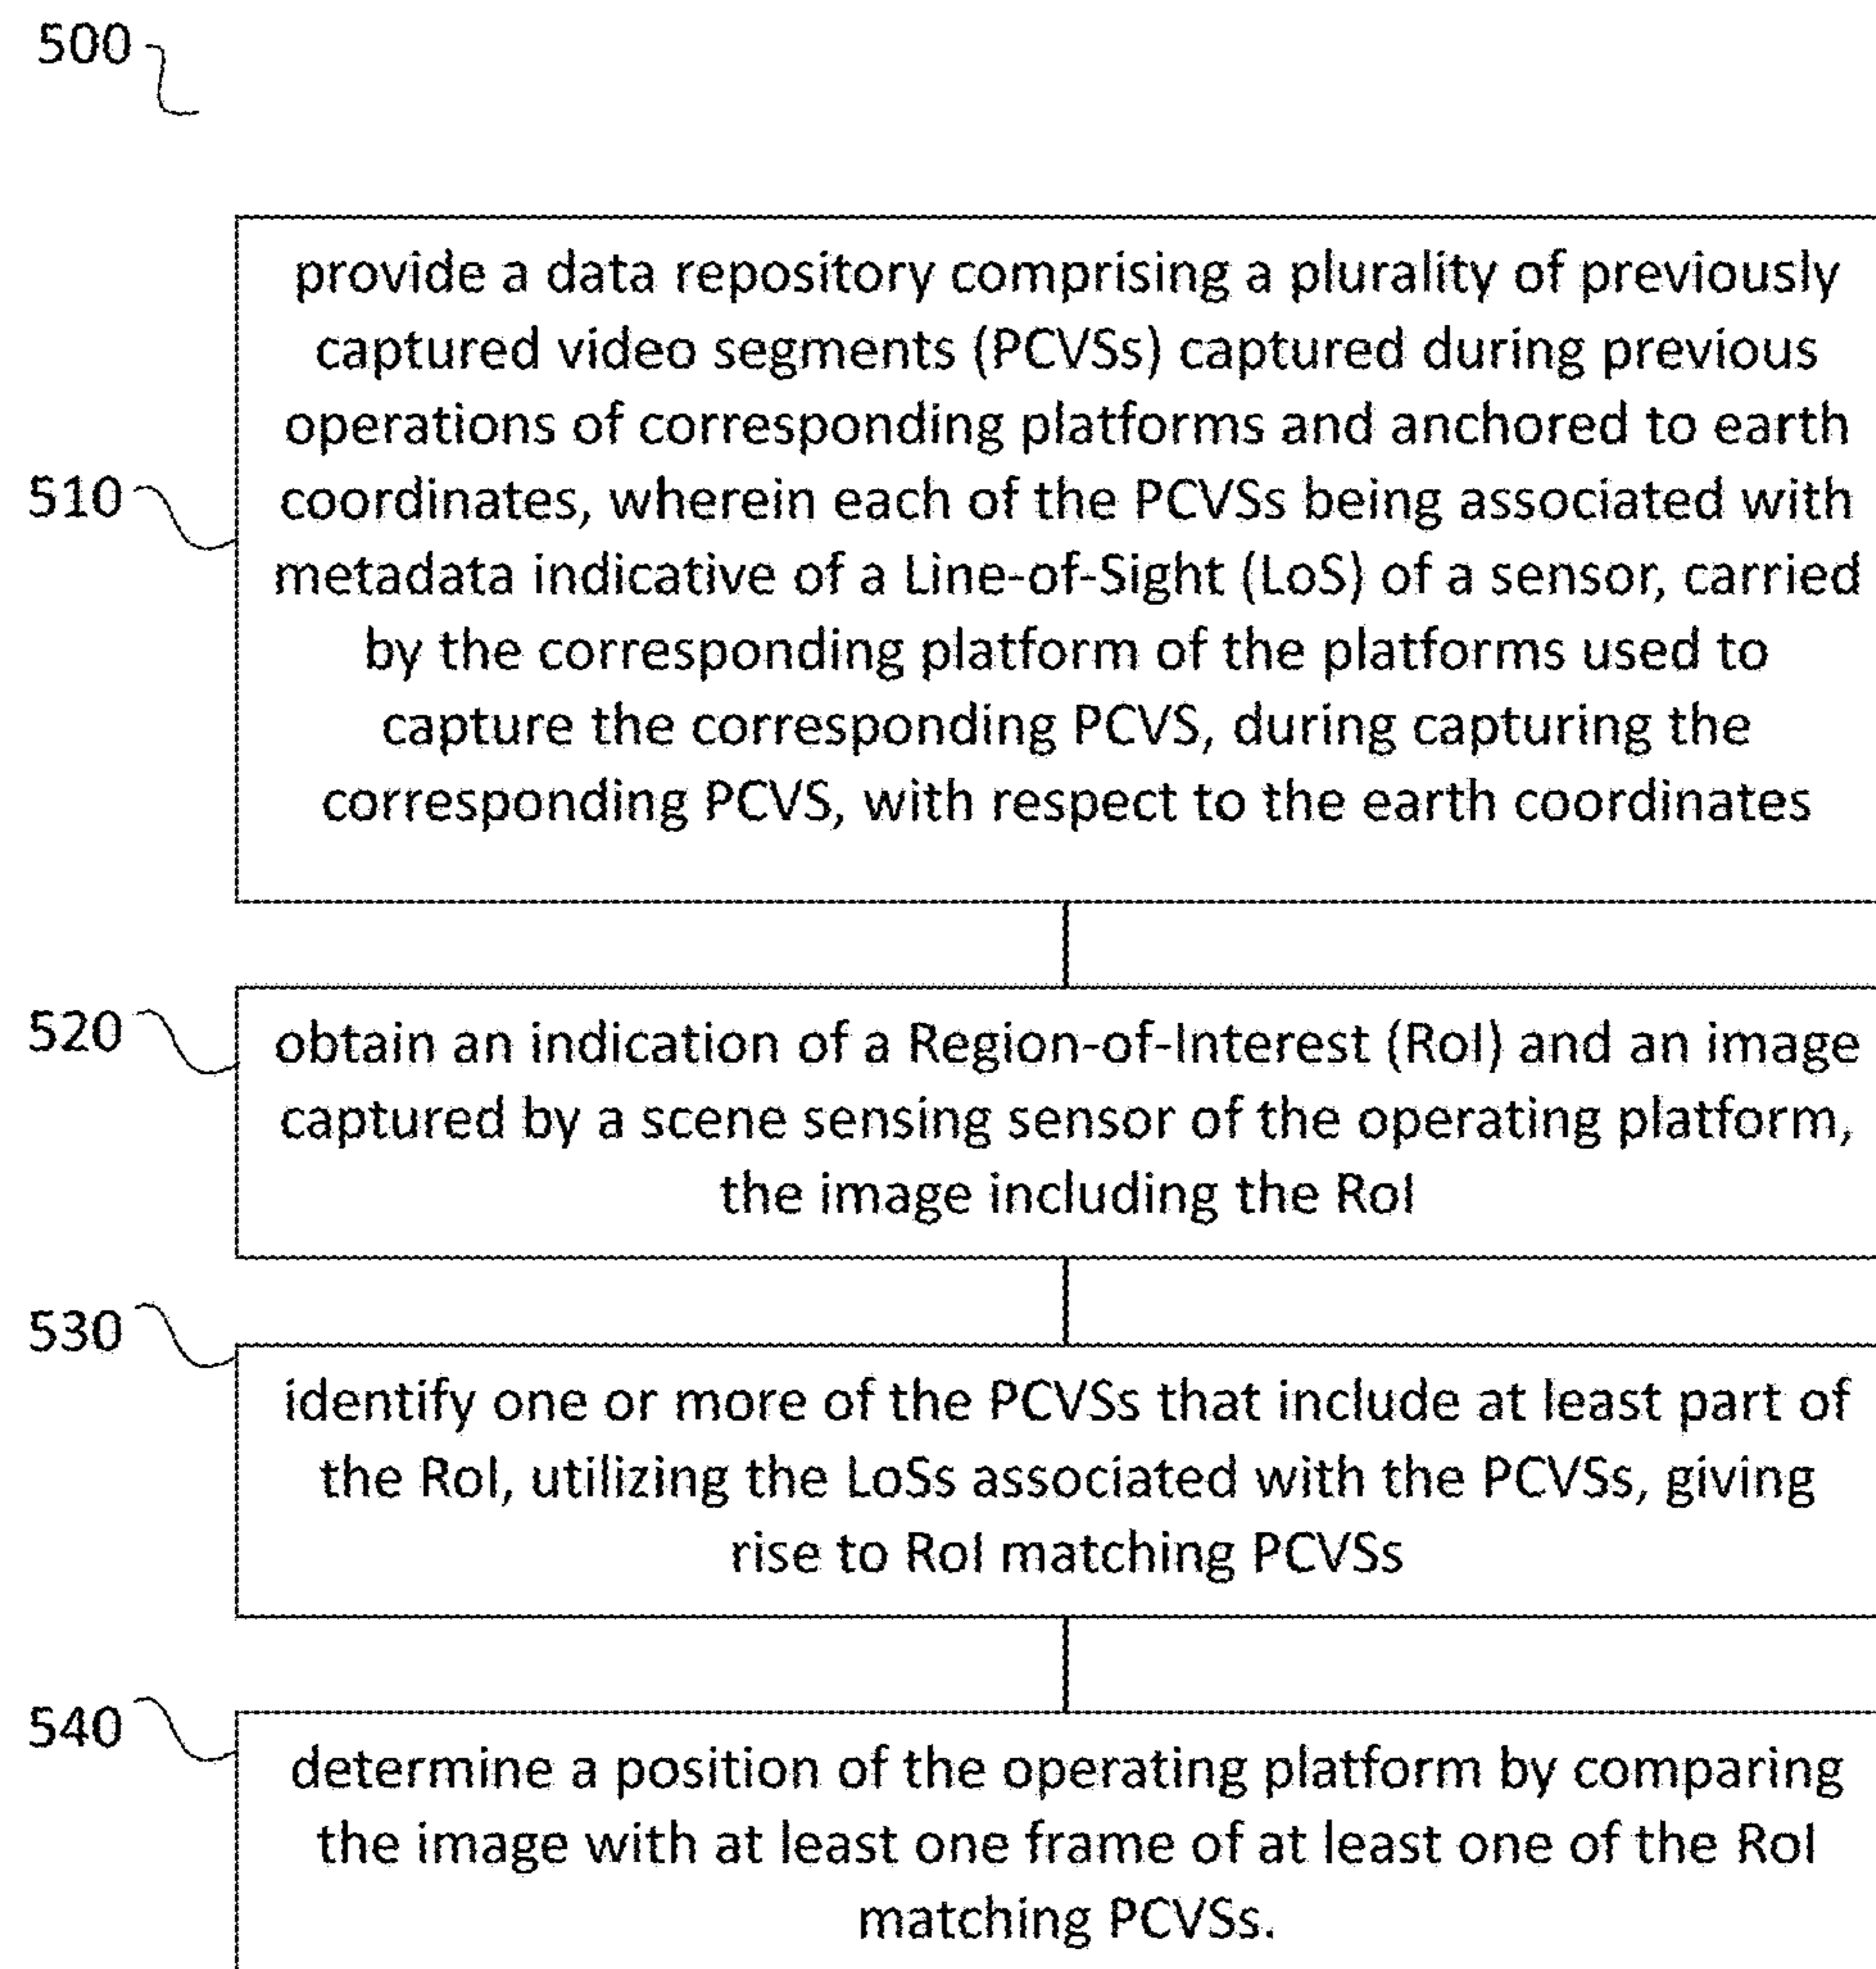 500
510
provide a data repository comprising a plurality of previously
captured video segments (PCVSs) captured during previous
operations of corresponding platforms and anchored to earth
coordinates, wherein each of the PCVSs being associated with
metadata indicative of a Line-of-Sight (LoS) of a sensor, carried
by the corresponding platform of the platforms used to
capture the corresponding PCVS, during capturing the
corresponding PCVS, with respect to the earth coordinates
520
obtain an indication of a Region-of-Interest (RoI) and an image
captured by a scene sensing sensor of the operating platform,
the image including the RoI
530
identify one or more of the PCVSs that include at least part of
the RoI, utilizing the LoSs associated with the PCVSs, giving
rise to RoI matching PCVSs
540
determine a position of the operating platform by comparing
the image with at least one frame of at least one of the RoI
matching PCVSs.